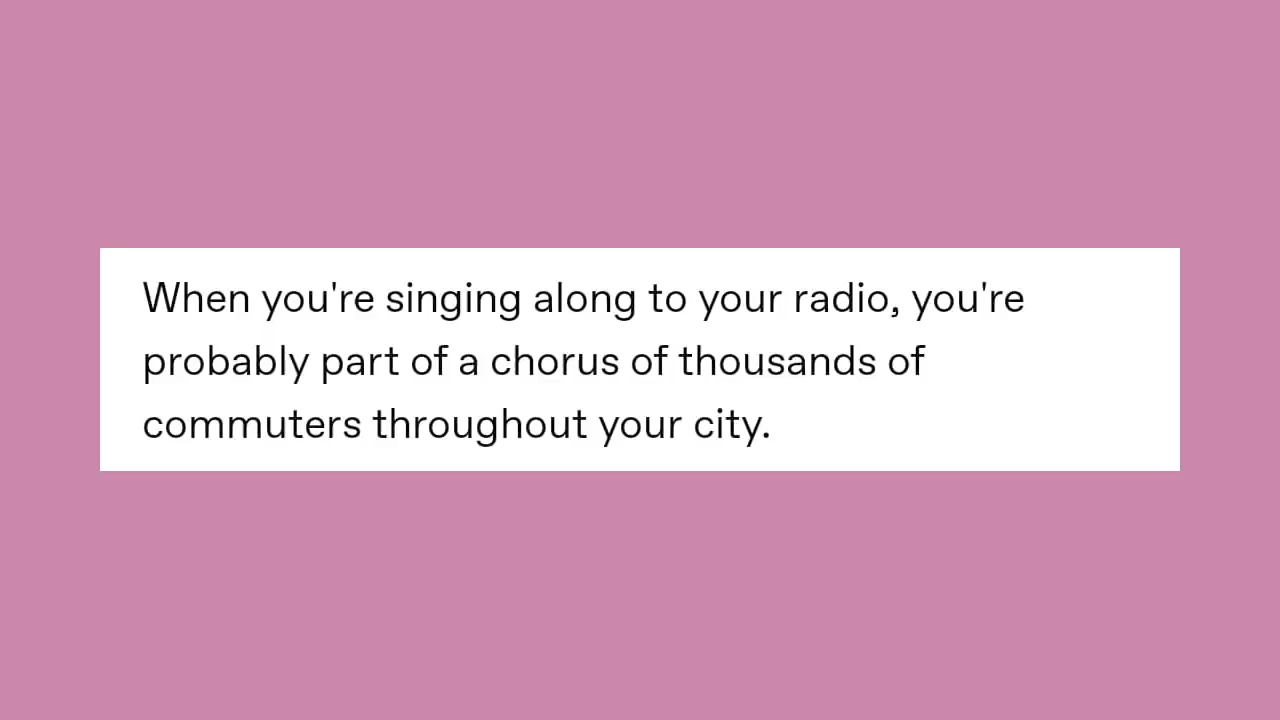 When you're singing along to your radio, you're
probably part of a chorus of thousands of
commuters throughout your city.